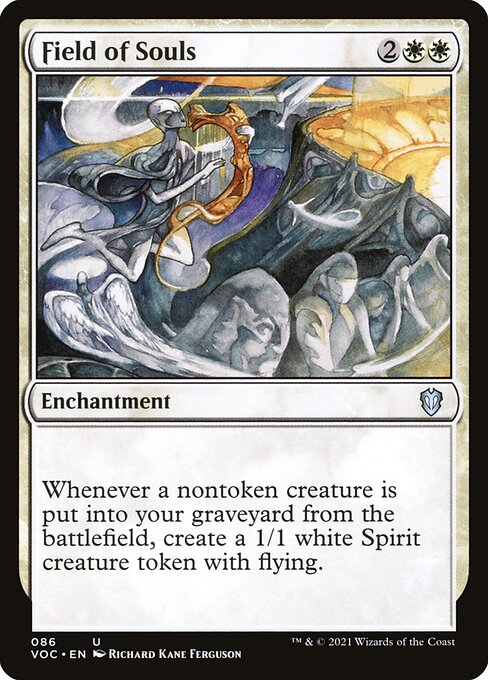 Field of Souls 2
Enchantment
Whenever a nontoken creature is
put into your graveyard from the
battlefield, create a 1/1 white Spirit
creature token with flying.
086 U
VOC • EN Richard Kane Ferguson
™ & © 2021 Wizards of the Coast